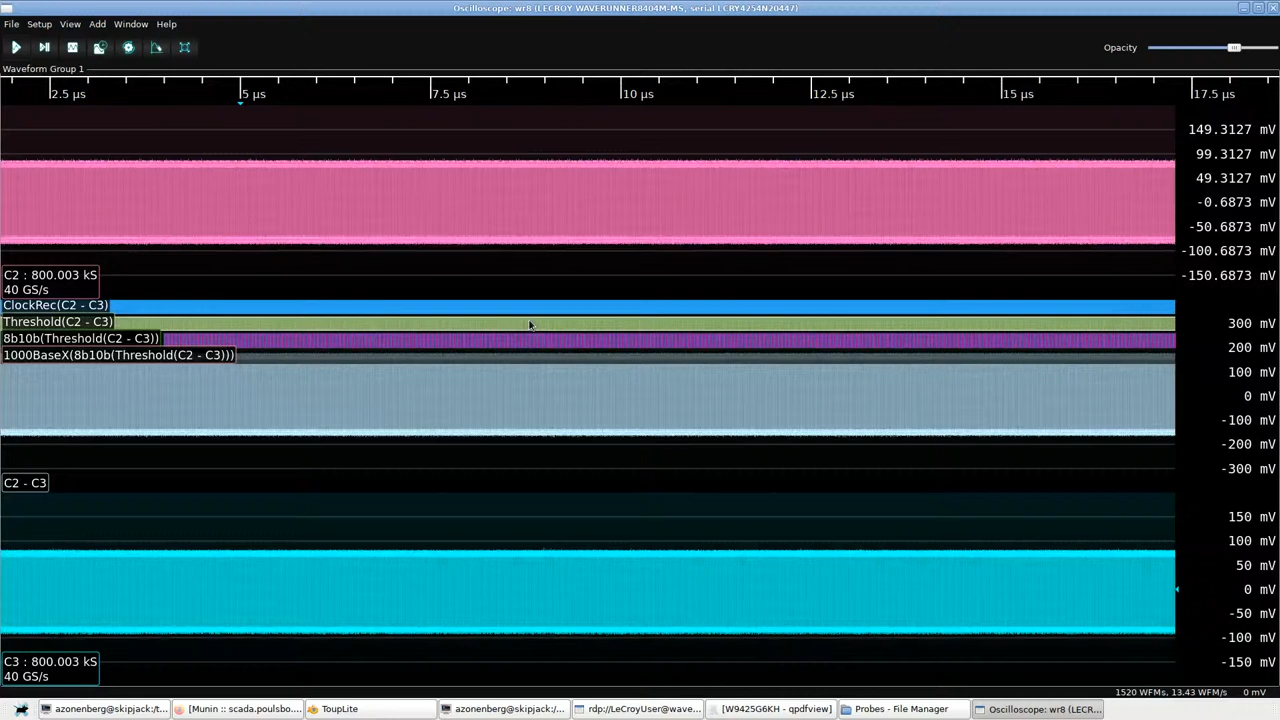 Oscilloscope: wr8 (LECROY WAVERUNNER8404M-MS, serial LCRY4254N20447)
File Setup View Add Window Help
Opacity
Waveform Group 1
2.5 µs 5 µs 7.5 µs 10 µs 12.5 µs 15 µs 17.5 µs
149.3127 mV
99.3127 mV
49.3127 mV
-0.6873 mV
-50.6873 mV
-100.6873 mV
-150.6873 mV
C2 : 800.003 kS
40 GS/s
ClockRec(C2 - C3)
Threshold(C2 - C3)
8b10b(Threshold(C2 - C3))
1000BaseX(8b10b(Threshold(C2 - C3)))
300 mV
200 mV
100 mV
0 mV
-100 mV
-200 mV
-300 mV
C2 - C3
150 mV
100 mV
50 mV
0 mV
-50 mV
-100 mV
-150 mV
C3 : 800.003 kS
40 GS/s
1520 WFMs, 13.43 WFM/s 0 mV
azonenberg@skipjack:/t... [Munin :: scada.poulsbo... ToupLite azonenberg@skipjack:/... rdp://LeCroyUser@wave... [W9425G6KH - qpdfview] Probes - File Manager Oscilloscope: wr8 (LECR...